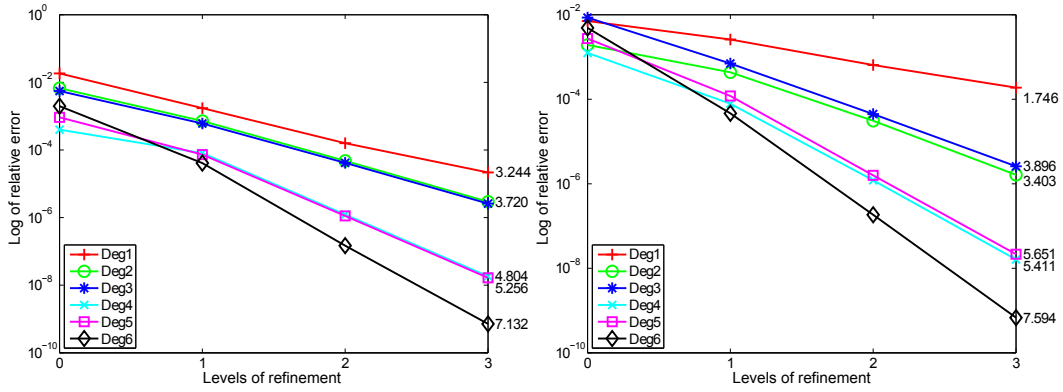 10^0
10^-2
10^-4
10^-6
10^-8
10^-10
Log of relative error
3.244
3.720
4.804
5.256
7.132
Deg1
Deg2
Deg3
Deg4
Deg5
Deg6
0 1 2 3
Levels of refinement
10^-2
10^-4
10^-6
10^-8
10^-10
Log of relative error
1.746
3.896
3.403
5.651
5.411
7.594
Deg1
Deg2
Deg3
Deg4
Deg5
Deg6
0 1 2 3
Levels of refinement